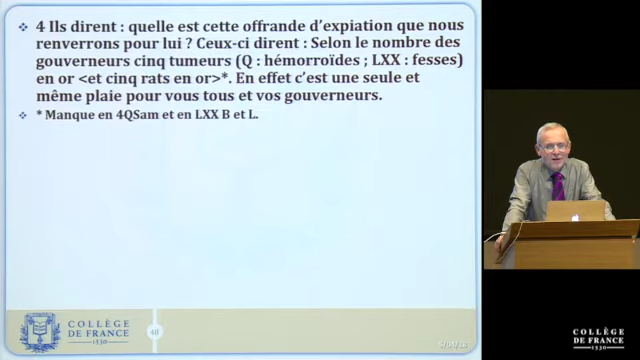 4 Ils dirent : quelle est cette offrande d'expiation que nous
renverrons pour lui ? Ceux-ci dirent : Selon le nombre des
gouverneurs cinq tumeurs (Q : hémorroïdes ; LXX : fesses)
en or <et cinq rats en or>*. En effet c'est une seule et
même plaie pour vous tous et vos gouverneurs.
* Manque en 4QSam et en LXX B et L.
COLLÈGE
DE FRANCE
1530
48
COLLÈGE
DE FRANCE
1530